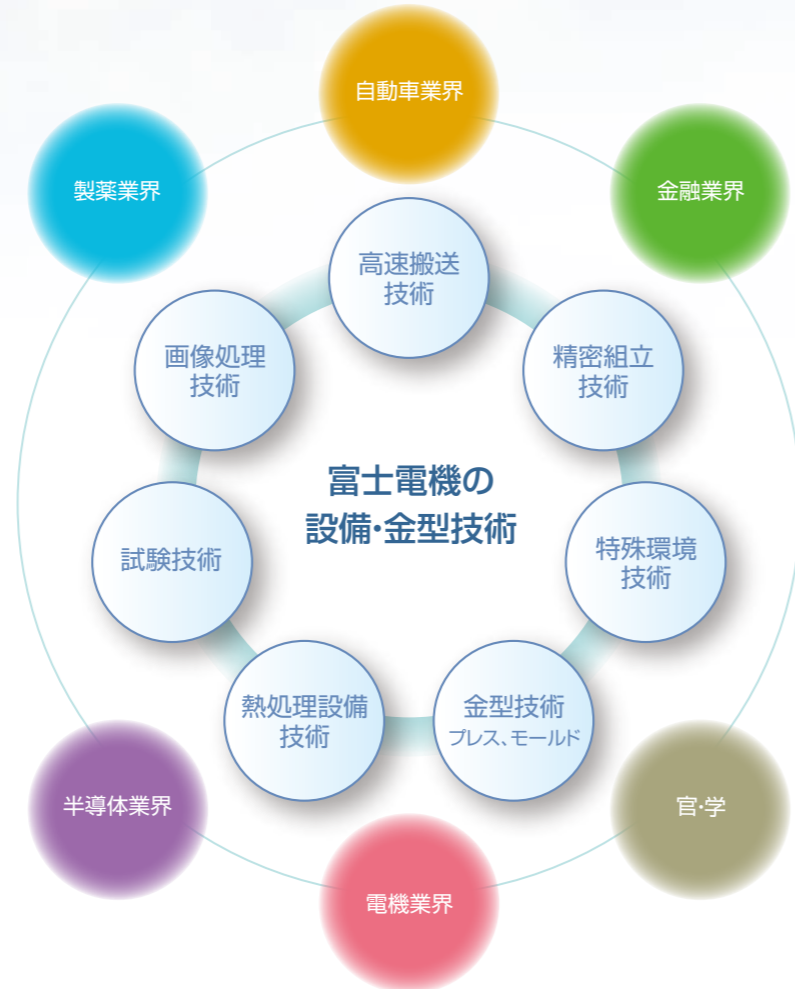 自動車業界
製薬業界
金融業界
高速搬送
技術
画像処理
技術
精密組立
技術
富士電機の
設備・金型技術
試験技術
特殊環境
技術
熱処理設備
技術
金型技術
プレス、モールド
半導体業界
官・学
電機業界